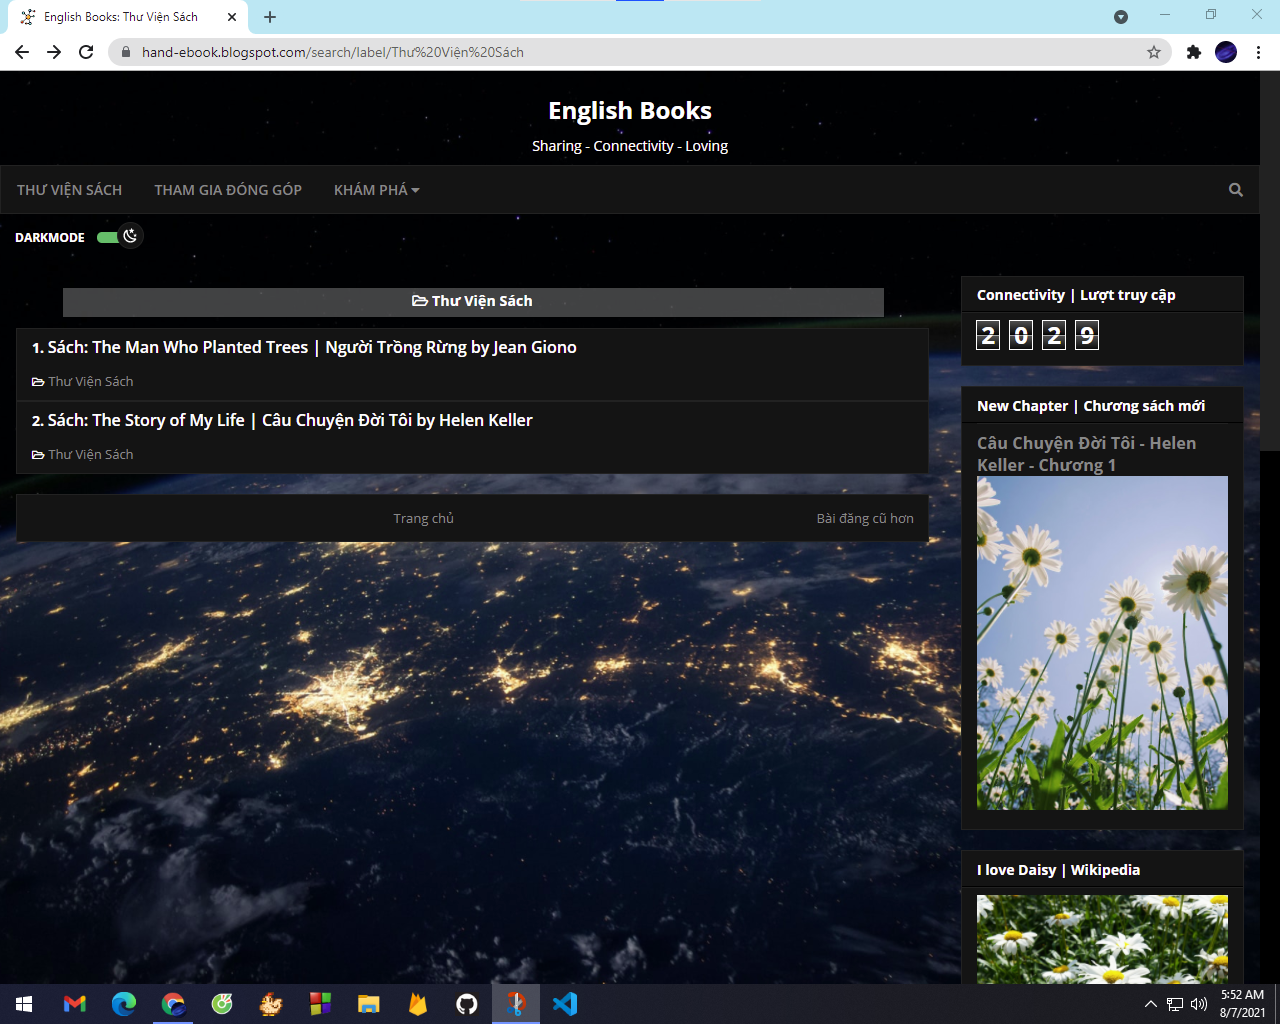 English Books: Thư Viện Sách
hand-ebook.blogspot.com/search/label/Thư%20Viện%20Sách
English Books
Sharing - Connectivity - Loving
THƯ VIỆN SÁCH
THAM GIA ĐÓNG GÓP
KHÁM PHÁ
DARKMODE
Thư Viện Sách
1. Sách: The Man Who Planted Trees | Người Trồng Rừng by Jean Giono
Thư Viện Sách
2. Sách: The Story of My Life | Câu Chuyện Đời Tôi by Helen Keller
Thư Viện Sách
Trang chủ
Bài đăng cũ hơn
Connectivity | Lượt truy cập
2 0 2 9
New Chapter | Chương sách mới
Câu Chuyện Đời Tôi - Helen
Keller - Chương 1
I love Daisy | Wikipedia
5:52 AM
8/7/2021